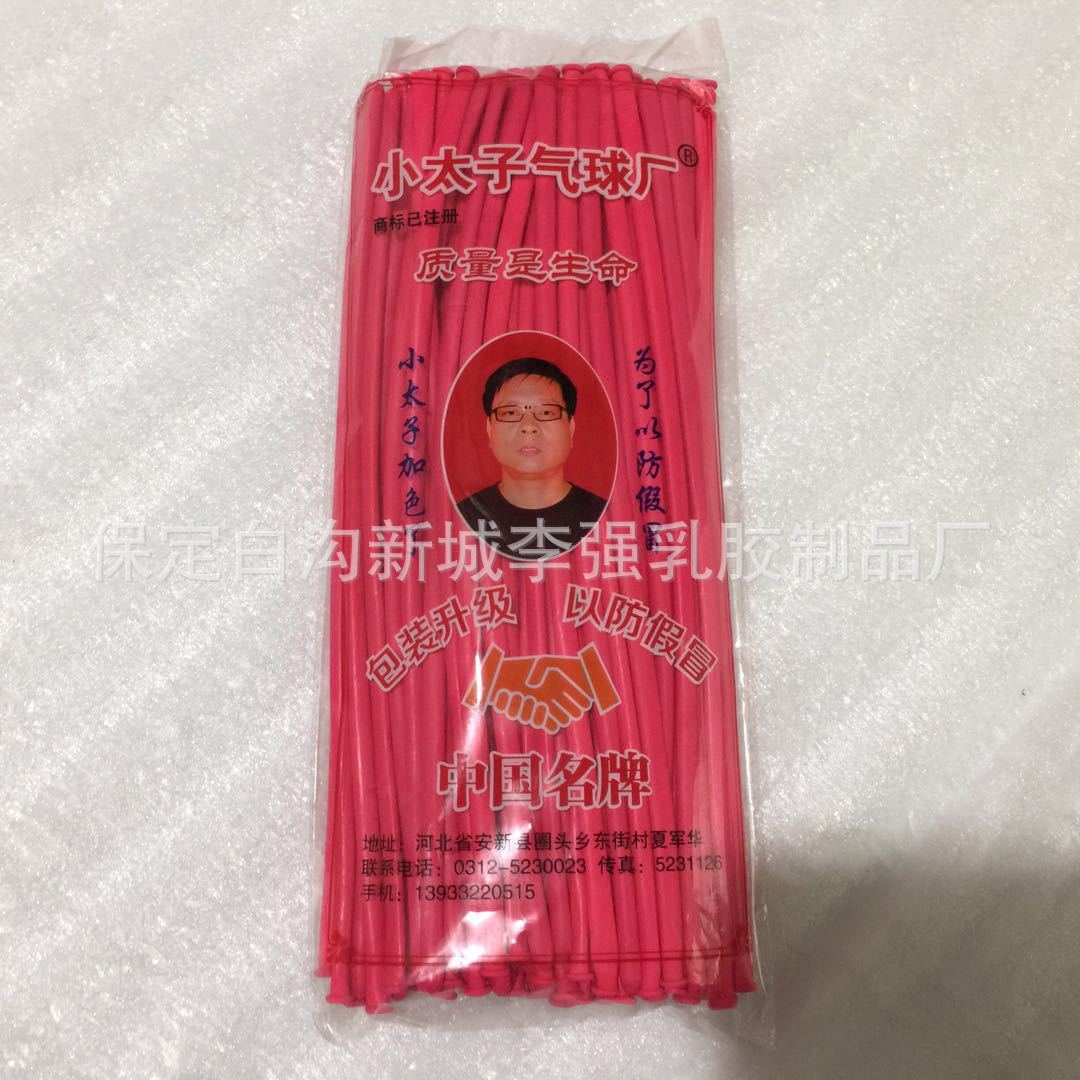 小太子气球厂®
商标已注册
质量是生命
小太子加色
为了以防假冒
保定白沟新城李强乳胶制品厂
包装升级 以防假冒
中国名牌
地址：河北省安新县圈头乡东街村夏军华
联系电话：0312-5230023 传真：5231126
手机：13933220515